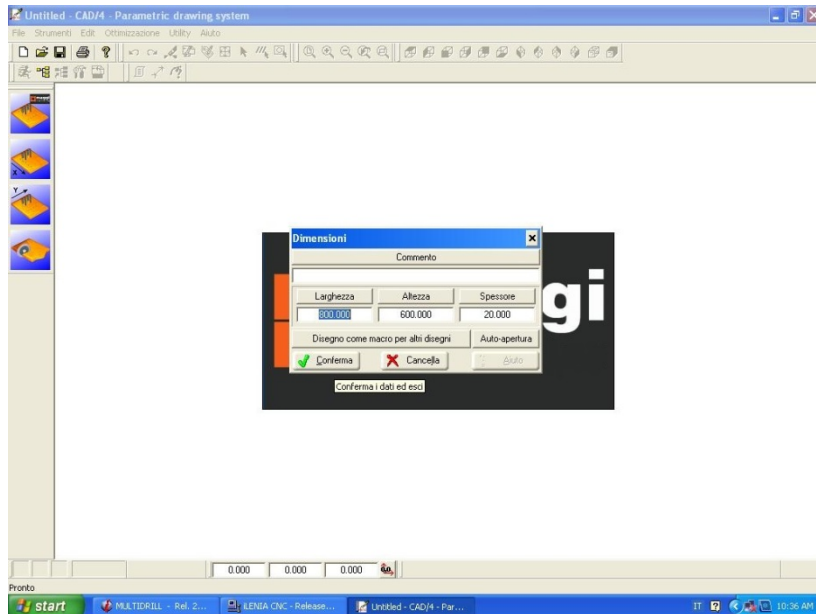 Untitled - CAD/4 - Parametric drawing system
File Strumenti Edit Ottimizzazione Utility Aiuto
Dimensioni
Commento
Larghezza Altezza Spessore
800.000 600.000 20.000
Disegno come macro per altri disegni Auto-apertura
Conferma Cancella Aiuto
Conferma i dati ed esci
gi
X
Y
0.000 0.000 0.000
Pronto
start MULTIDRILL - Rel. 2... LENIA CNC - Release... Untitled - CAD/4 - Par... IT 10:36 AM